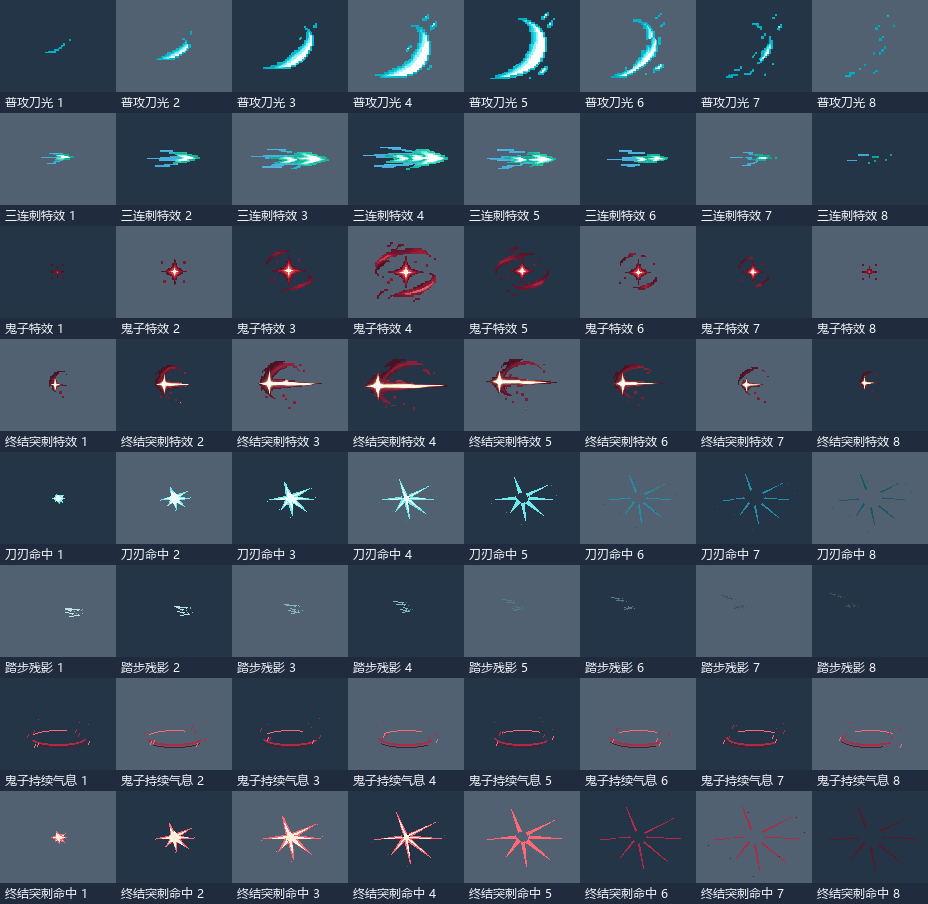 普攻刀光 1 普攻刀光 2 普攻刀光 3 普攻刀光 4 普攻刀光 5 普攻刀光 6 普攻刀光 7 普攻刀光 8
三连刺特效 1 三连刺特效 2 三连刺特效 3 三连刺特效 4 三连刺特效 5 三连刺特效 6 三连刺特效 7 三连刺特效 8
鬼子特效 1 鬼子特效 2 鬼子特效 3 鬼子特效 4 鬼子特效 5 鬼子特效 6 鬼子特效 7 鬼子特效 8
终结突刺特效 1 终结突刺特效 2 终结突刺特效 3 终结突刺特效 4 终结突刺特效 5 终结突刺特效 6 终结突刺特效 7 终结突刺特效 8
刀刃命中 1 刀刃命中 2 刀刃命中 3 刀刃命中 4 刀刃命中 5 刀刃命中 6 刀刃命中 7 刀刃命中 8
踏步残影 1 踏步残影 2 踏步残影 3 踏步残影 4 踏步残影 5 踏步残影 6 踏步残影 7 踏步残影 8
鬼子持续气息 1 鬼子持续气息 2 鬼子持续气息 3 鬼子持续气息 4 鬼子持续气息 5 鬼子持续气息 6 鬼子持续气息 7 鬼子持续气息 8
终结突刺命中 1 终结突刺命中 2 终结突刺命中 3 终结突刺命中 4 终结突刺命中 5 终结突刺命中 6 终结突刺命中 7 终结突刺命中 8